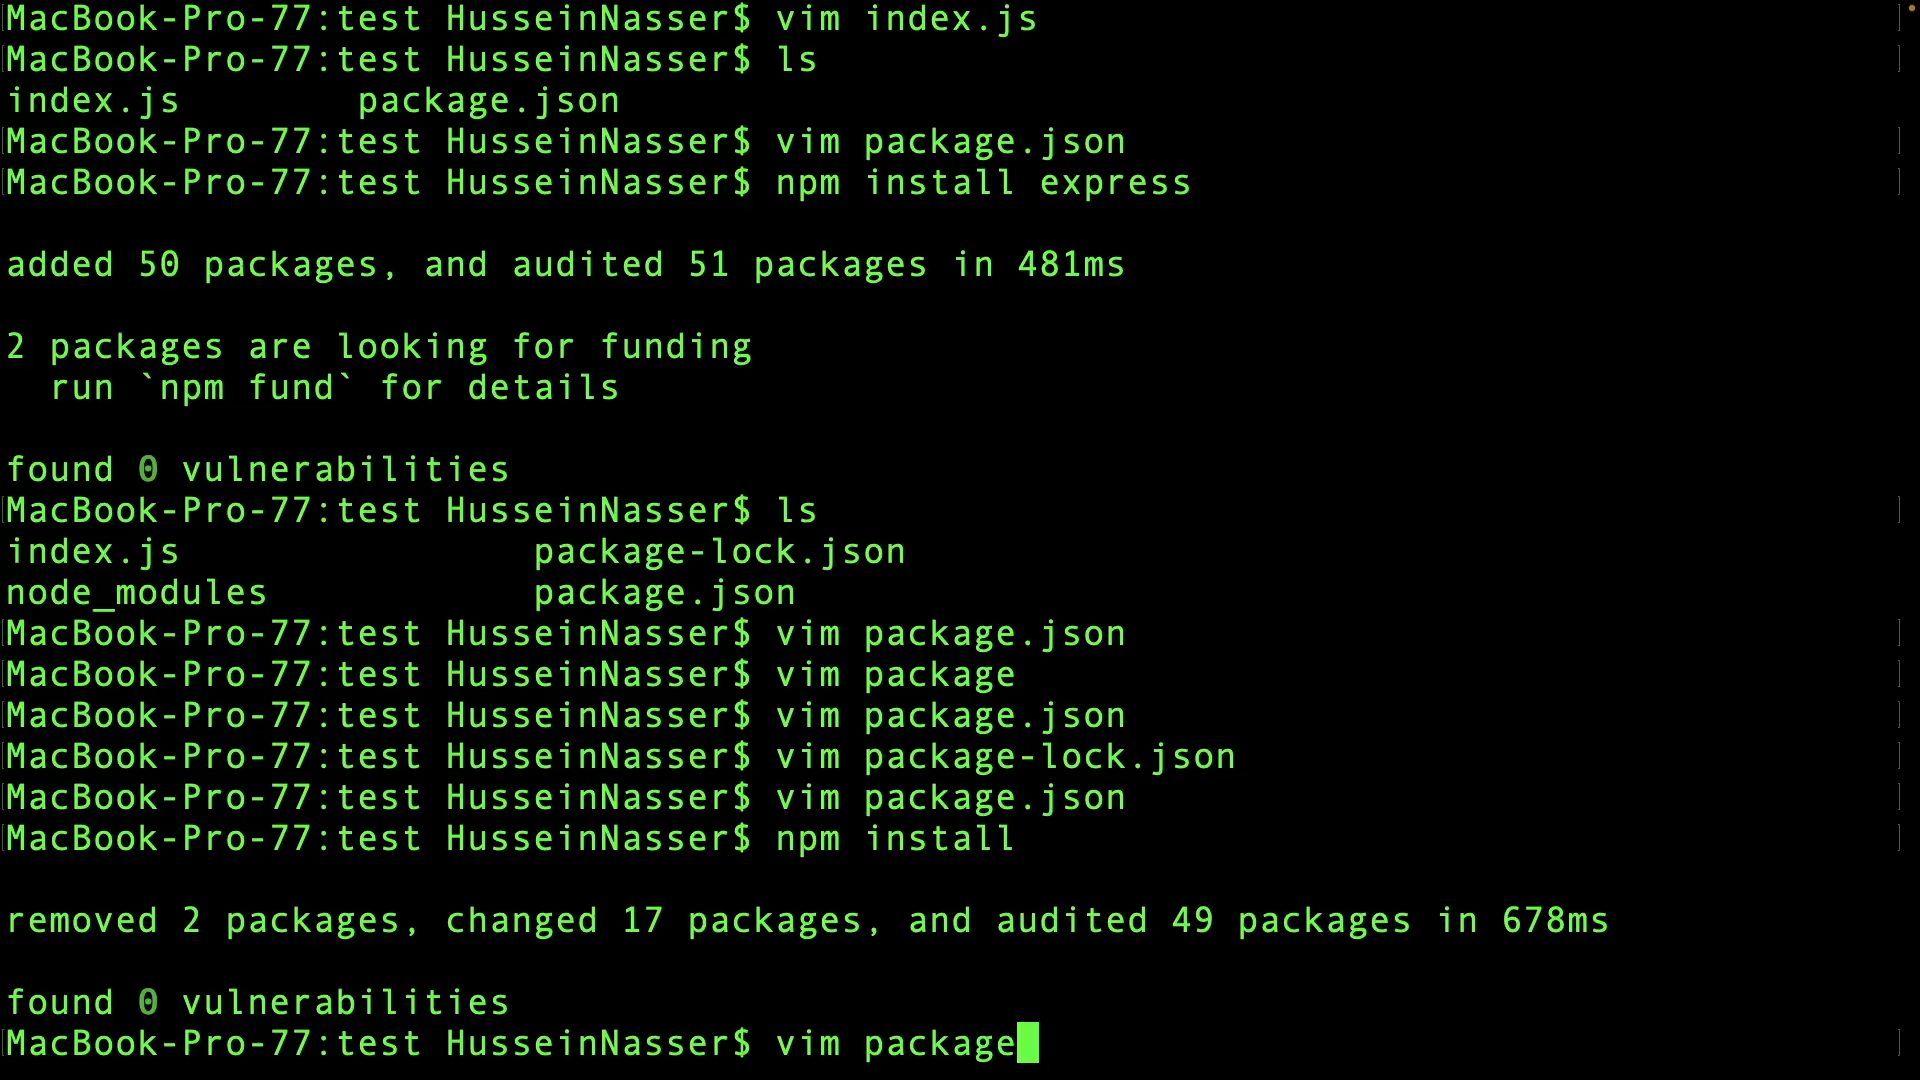 MacBook-Pro-77:test HusseinNasser$ vim index.js
MacBook-Pro-77:test HusseinNasser$ ls
index.js        package.json
MacBook-Pro-77:test HusseinNasser$ vim package.json
MacBook-Pro-77:test HusseinNasser$ npm install express
added 50 packages, and audited 51 packages in 481ms
2 packages are looking for funding
  run `npm fund` for details
found 0 vulnerabilities
MacBook-Pro-77:test HusseinNasser$ ls
index.js                package-lock.json
node_modules            package.json
MacBook-Pro-77:test HusseinNasser$ vim package.json
MacBook-Pro-77:test HusseinNasser$ vim package
MacBook-Pro-77:test HusseinNasser$ vim package.json
MacBook-Pro-77:test HusseinNasser$ vim package-lock.json
MacBook-Pro-77:test HusseinNasser$ vim package.json
MacBook-Pro-77:test HusseinNasser$ npm install
removed 2 packages, changed 17 packages, and audited 49 packages in 678ms
found 0 vulnerabilities
MacBook-Pro-77:test HusseinNasser$ vim package